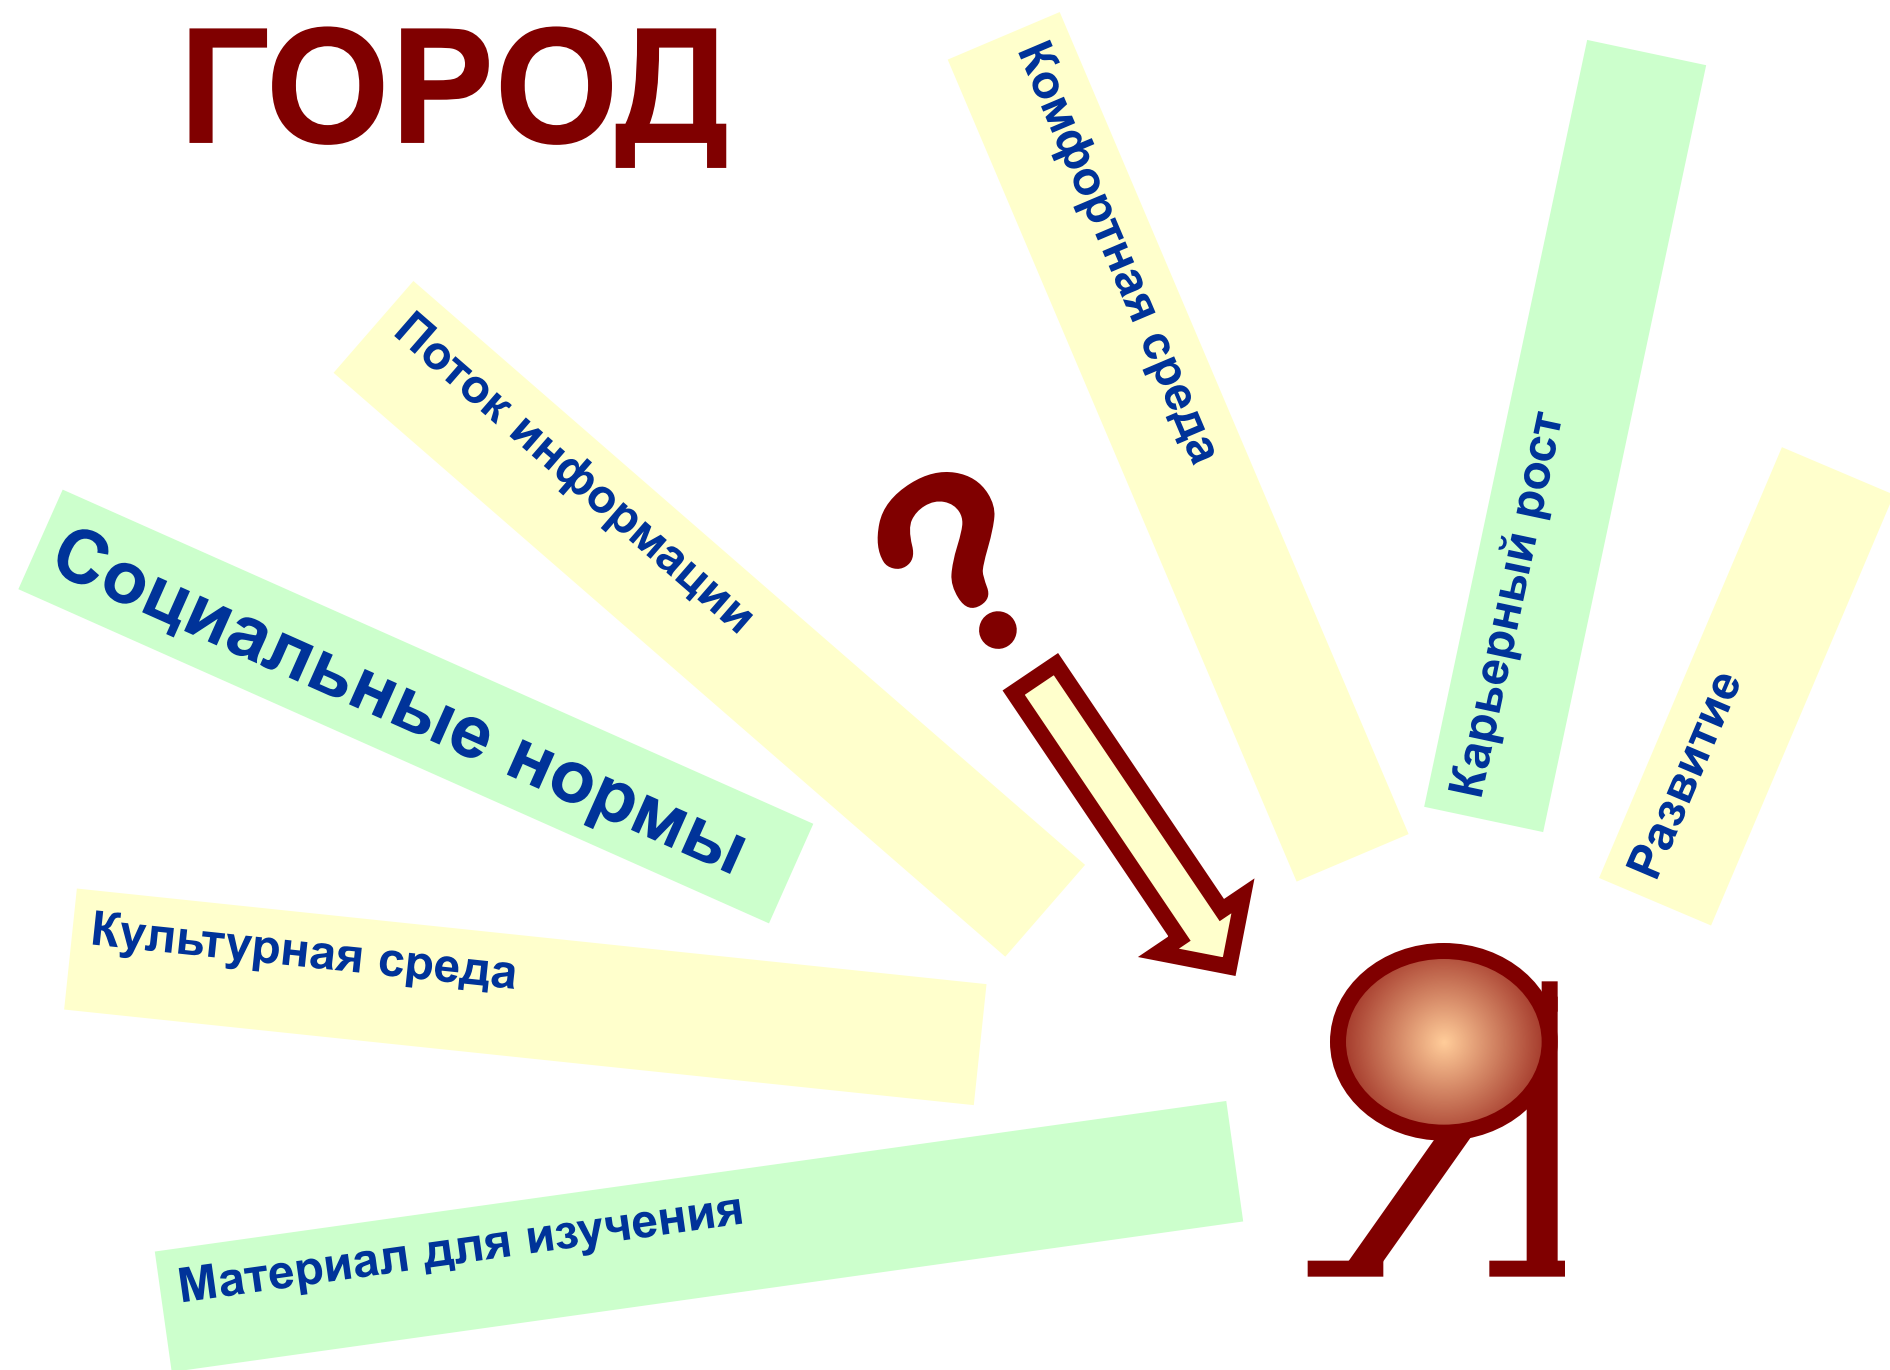 ГОРОД
Комфортная среда
Карьерный рост
Поток информации
?
Развитие
Социальные нормы
Культурная среда
Я
Материал для изучения